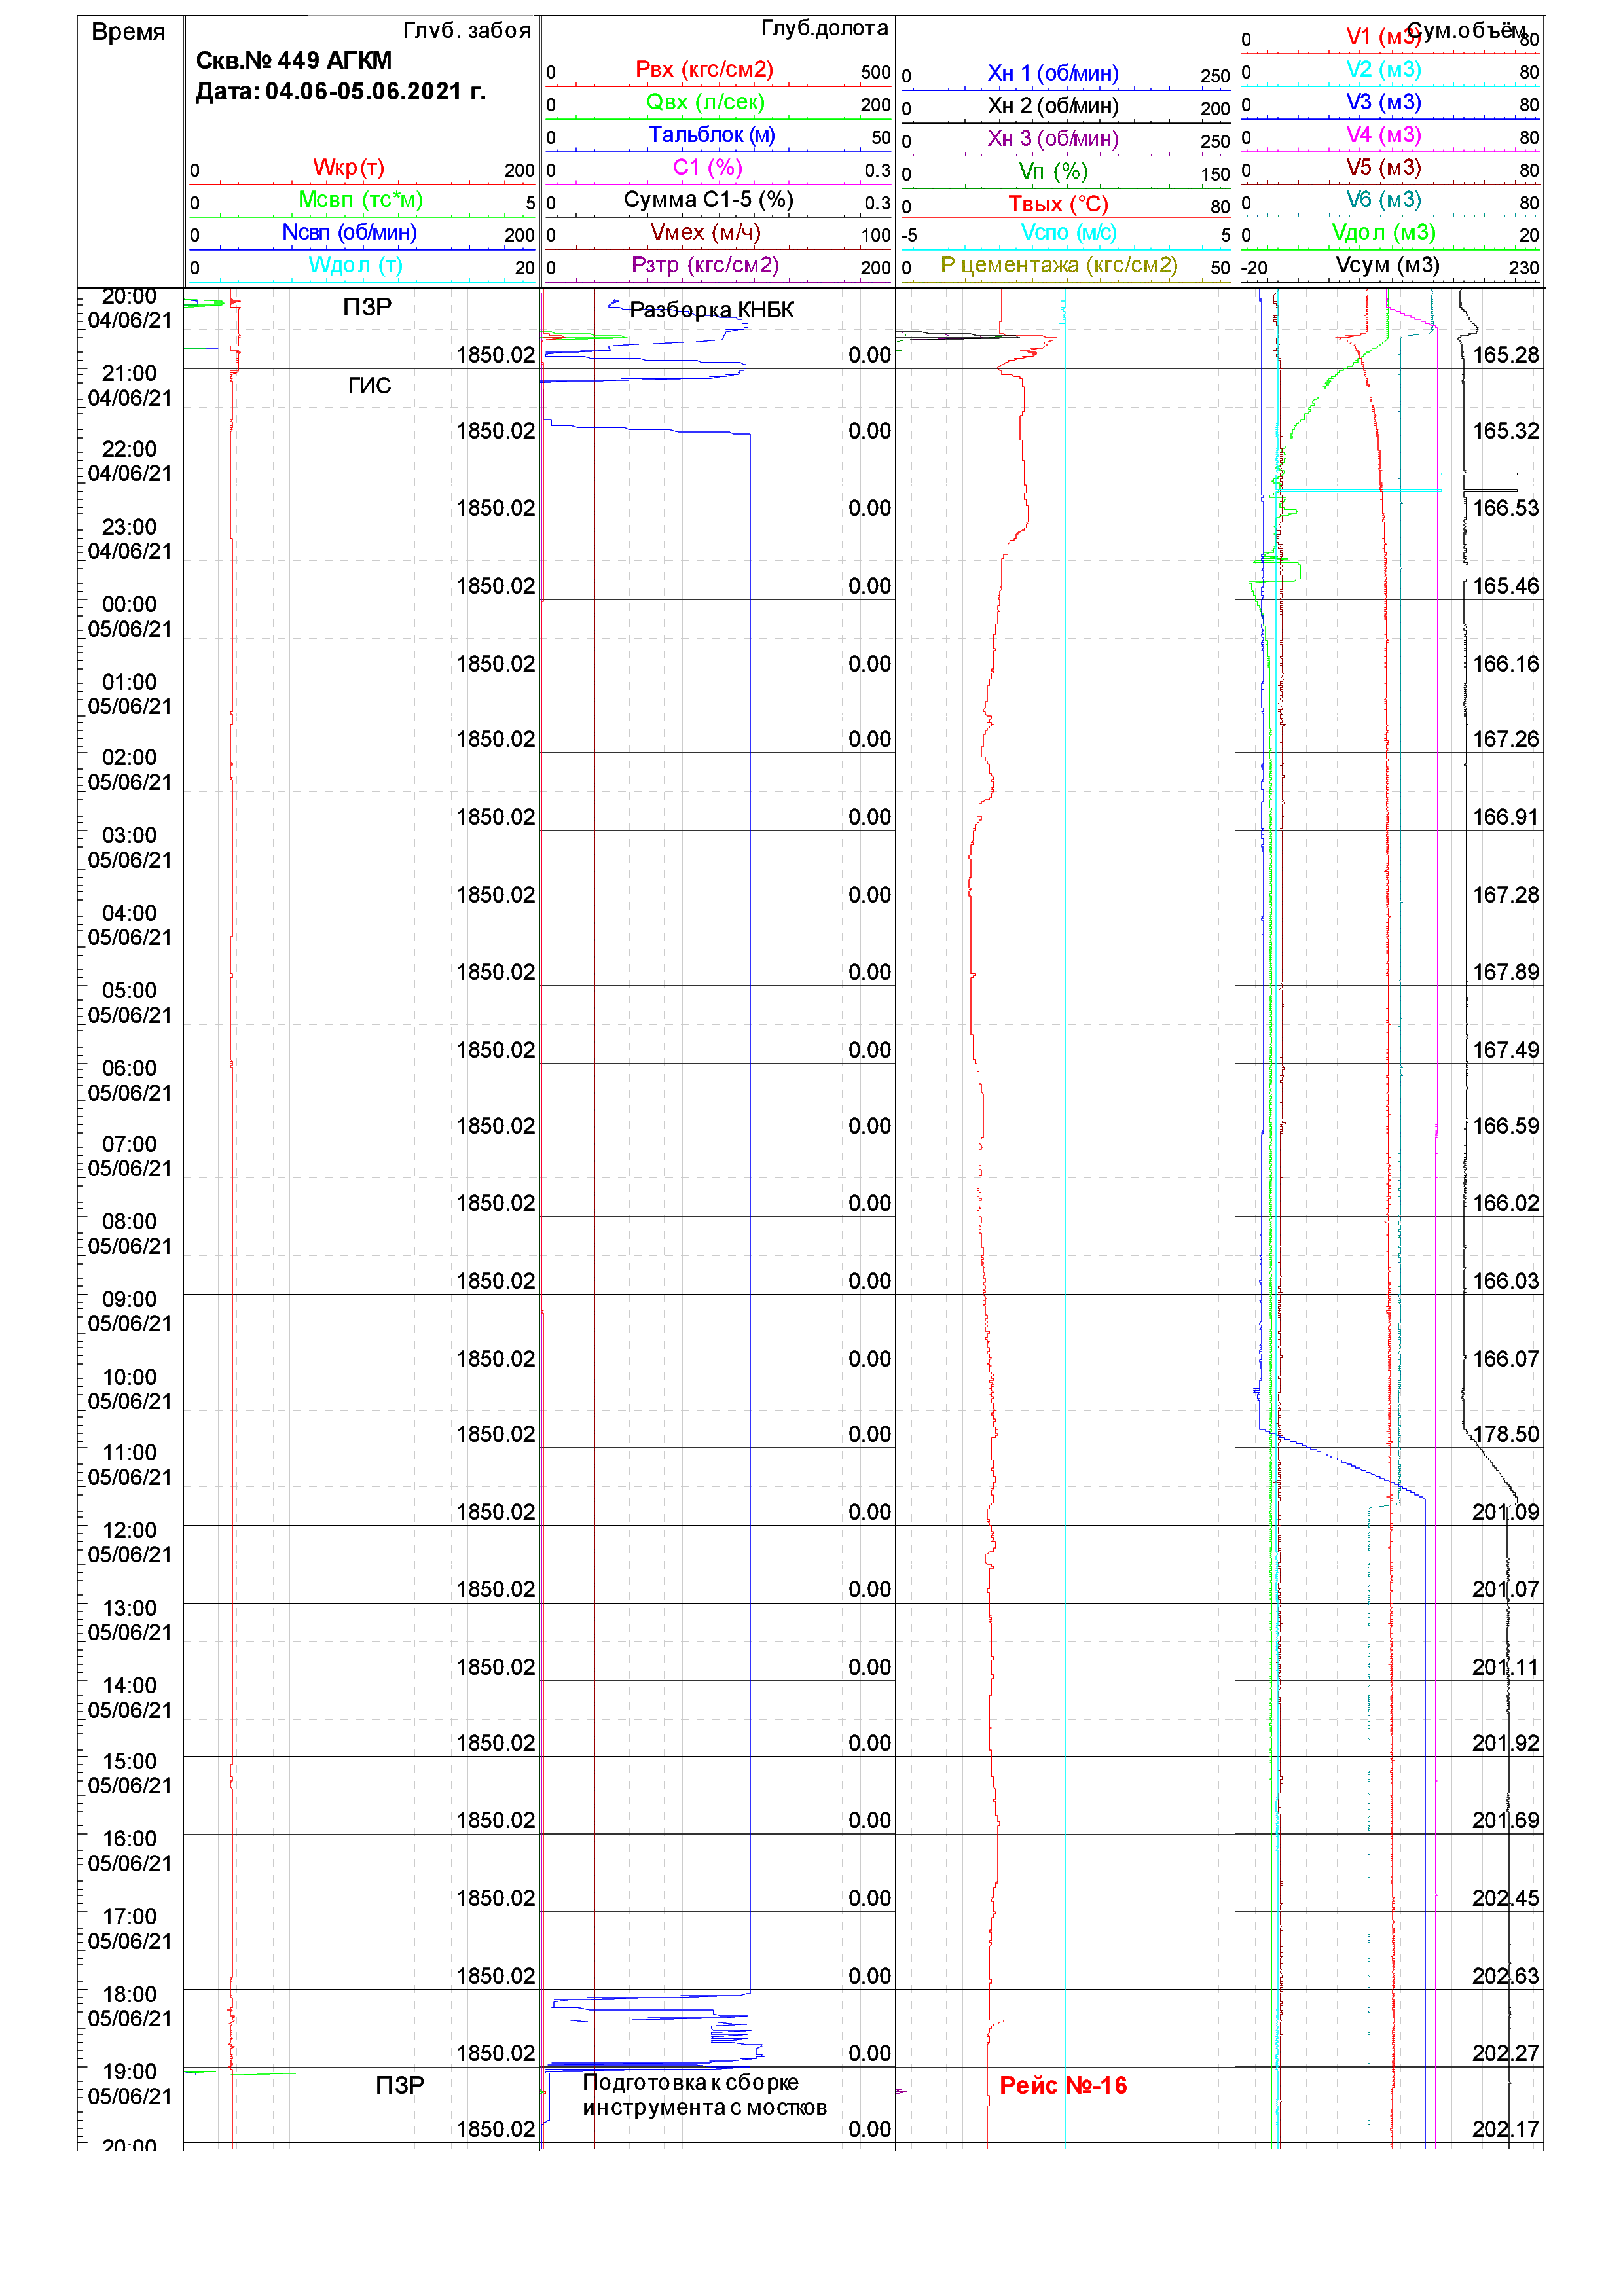 Время
Глуб. забоя
Скв.№ 449 АГКМ
Дата: 04.06-05.06.2021 г.
0 Wкр(т) 200
0 Мсвп (тс*м) 5
0 Nсвп (об/мин) 200
0 Wдол (т) 20
Глуб.долота
0 Рвх (кгс/см2) 500
0 Qвх (л/сек) 200
0 Тальблок (м) 50
0 С1 (%) 0.3
0 Сумма С1-5 (%) 0.3
0 Vмех (м/ч) 100
0 Рзтр (кгс/см2) 200
0 Хн 1 (об/мин) 250
0 Хн 2 (об/мин) 200
0 Хн 3 (об/мин) 250
0 Vп (%) 150
0 Твых (°С) 80
-5 Vспо (м/с) 5
0 Р цементажа (кгс/см2) 50
Сум.объём
0 V1 (м3) 80
0 V2 (м3) 80
0 V3 (м3) 80
0 V4 (м3) 80
0 V5 (м3) 80
0 V6 (м3) 80
0 Vдол (м3) 20
-20 Vсум (м3) 230
20:00
04/06/21
ПЗР
Разборка КНБК
1850.02 0.00 165.28
21:00
04/06/21
ГИС
1850.02 0.00 165.32
22:00
04/06/21
1850.02 0.00 166.53
23:00
04/06/21
1850.02 0.00 165.46
00:00
05/06/21
1850.02 0.00 166.16
01:00
05/06/21
1850.02 0.00 167.26
02:00
05/06/21
1850.02 0.00 166.91
03:00
05/06/21
1850.02 0.00 167.28
04:00
05/06/21
1850.02 0.00 167.89
05:00
05/06/21
1850.02 0.00 167.49
06:00
05/06/21
1850.02 0.00 166.59
07:00
05/06/21
1850.02 0.00 166.02
08:00
05/06/21
1850.02 0.00 166.03
09:00
05/06/21
1850.02 0.00 166.07
10:00
05/06/21
1850.02 0.00 178.50
11:00
05/06/21
1850.02 0.00 201.09
12:00
05/06/21
1850.02 0.00 201.07
13:00
05/06/21
1850.02 0.00 201.11
14:00
05/06/21
1850.02 0.00 201.92
15:00
05/06/21
1850.02 0.00 201.69
16:00
05/06/21
1850.02 0.00 202.45
17:00
05/06/21
1850.02 0.00 202.63
18:00
05/06/21
1850.02 0.00 202.27
19:00
05/06/21
ПЗР
Подготовка к сборке
инструмента с мостков
Рейс №-16
1850.02 0.00 202.17
20:00